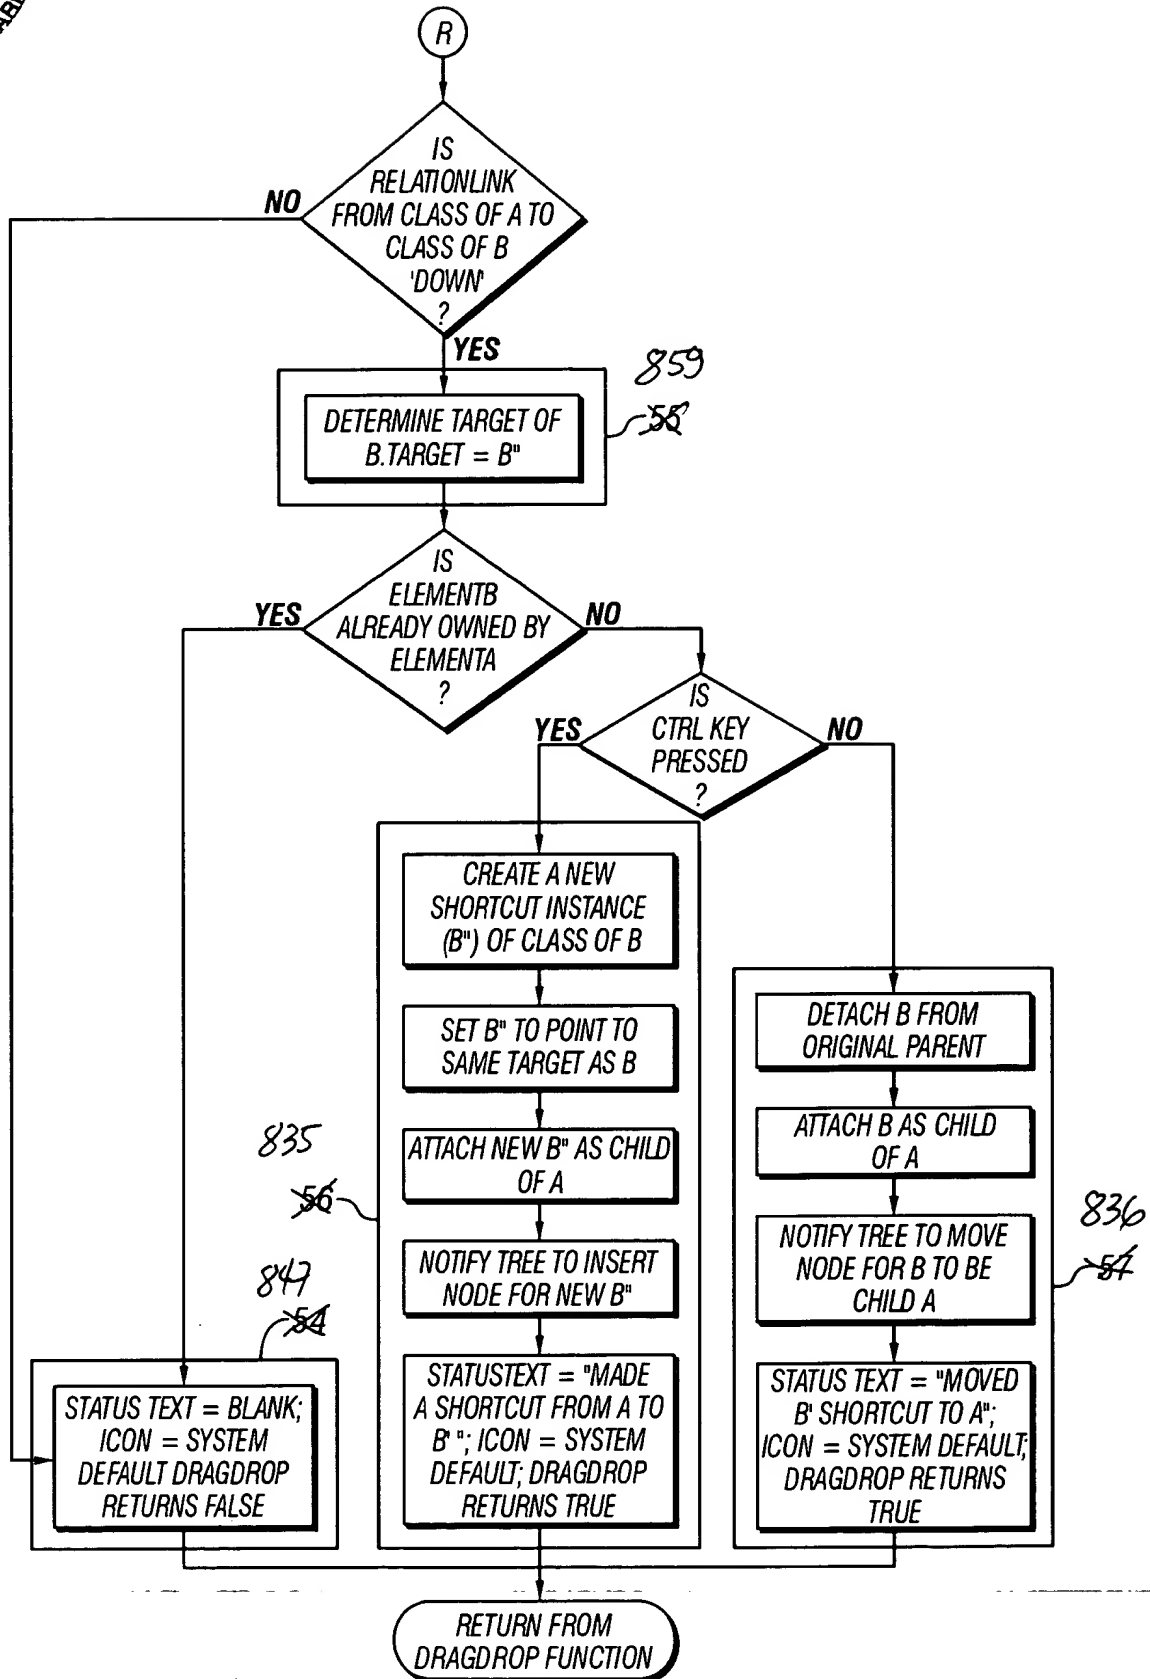 R
IS
RELATIONLINK
FROM CLASS OF A TO
CLASS OF B
'DOWN'
?
NO
YES
859
55
DETERMINE TARGET OF
B.TARGET = B"
IS
ELEMENTB
ALREADY OWNED BY
ELEMENTA
?
YES
NO
IS
CTRL KEY
PRESSED
?
YES
NO
CREATE A NEW
SHORTCUT INSTANCE
(B") OF CLASS OF B
SET B" TO POINT TO
SAME TARGET AS B
ATTACH NEW B" AS CHILD
OF A
NOTIFY TREE TO INSERT
NODE FOR NEW B"
STATUSTEXT = "MADE
A SHORTCUT FROM A TO
B' "; ICON = SYSTEM
DEFAULT; DRAGDROP
RETURNS TRUE
835
56
DETACH B FROM
ORIGINAL PARENT
ATTACH B AS CHILD
OF A
NOTIFY TREE TO MOVE
NODE FOR B TO BE
CHILD A
STATUS TEXT = "MOVED
B' SHORTCUT TO A";
ICON = SYSTEM DEFAULT;
DRAGDROP RETURNS
TRUE
836
57
847
54
STATUS TEXT = BLANK;
ICON = SYSTEM
DEFAULT DRAGDROP
RETURNS FALSE
RETURN FROM
DRAGDROP FUNCTION